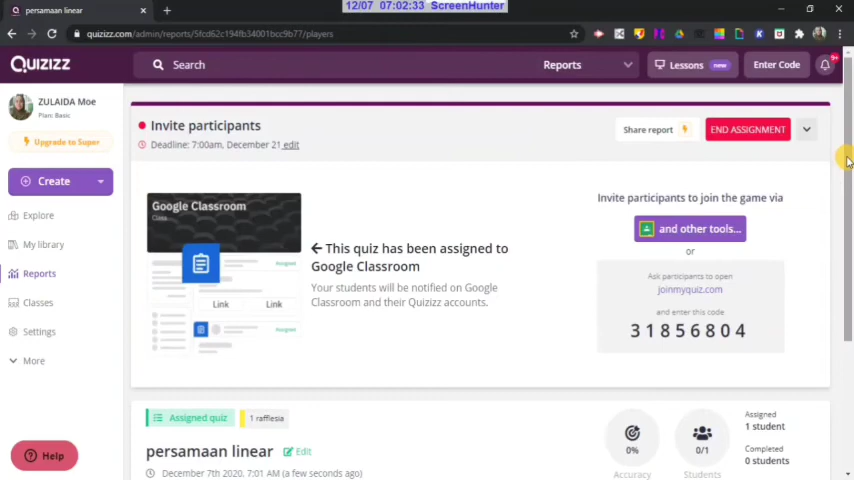 12/07 07:02:33 ScreenHunter
persamaan linear
quizizz.com/admin/reports/5fcd62c194fb34001bcc9b77/players
QUIZIZZ
Search
Reports
Lessons new
Enter Code
9+
ZULAIDA Moe
Plan: Basic
Upgrade to Super
Create
Explore
My library
Reports
Classes
Settings
More
Help
Invite participants
Deadline: 7:00am, December 21 edit
Share report
END ASSIGNMENT
Google Classroom
Class
Assigned
Link Link
Assigned
This quiz has been assigned to
Google Classroom
Your students will be notified on Google
Classroom and their Quizizz accounts.
Invite participants to join the game via
and other tools...
or
Ask participants to open
joinmyquiz.com
and enter this code
31856804
Assigned quiz
1 rafflesia
persamaan linear Edit
December 7th 2020, 7:01 AM (a few seconds ago)
0%
Accuracy
0/1
Students
Assigned
1 student
Completed
0 students